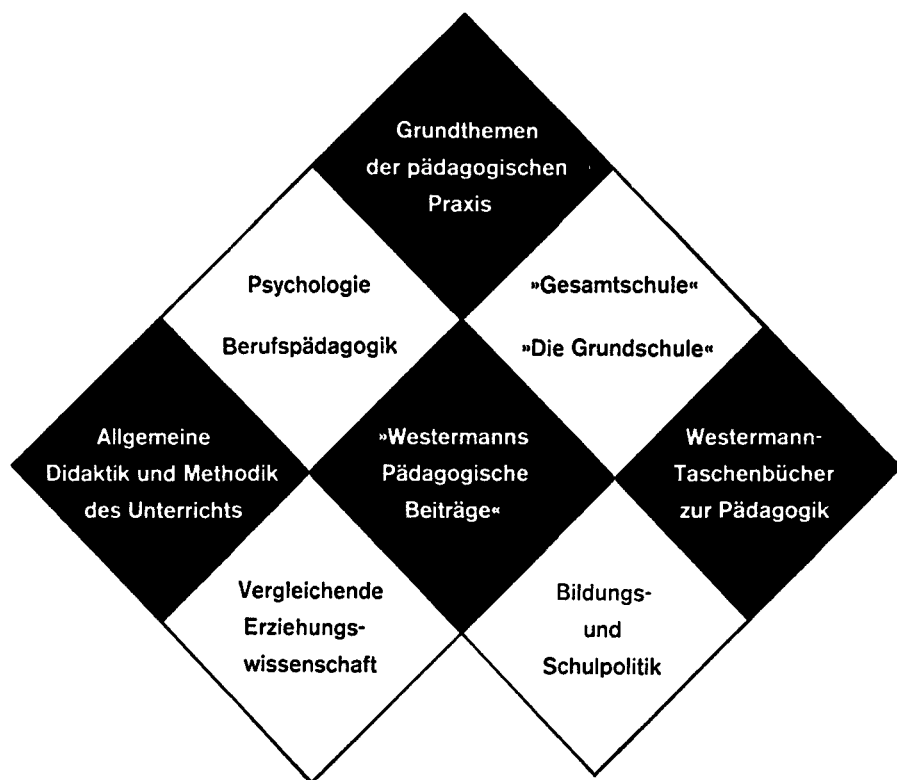 Grundthemen
der pädagogischen
Praxis
Psychologie
Berufspädagogik
»Gesamtschule«
»Die Grundschule«
Allgemeine
Didaktik und Methodik
des Unterrichts
»Westermanns
Pädagogische
Beiträge«
Westermann-
Taschenbücher
zur Pädagogik
Vergleichende
Erziehungs-
wissenschaft
Bildungs-
und
Schulpolitik